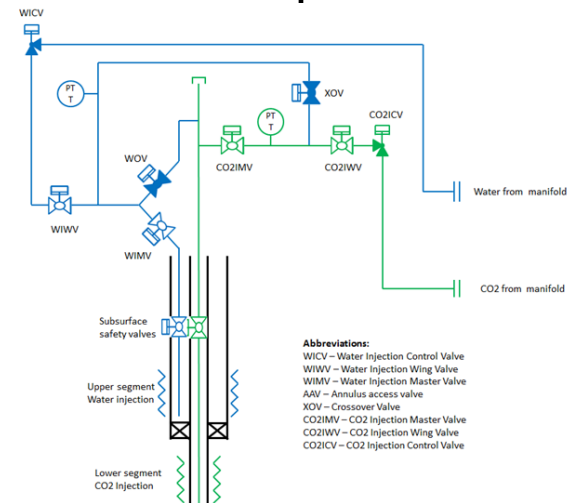 WICV
PT
T
XOV
PT
T
CO2ICV
WOV
CO2IMV
CO2IWV
Water from manifold
WIWV
WIMV
CO2 from manifold
Subsurface
safety valves
Abbreviations:
WICV – Water Injection Control Valve
WIWV – Water Injection Wing Valve
WIMV – Water Injection Master Valve
AAV – Annulus access valve
XOV – Crossover Valve
CO2IMV – CO2 Injection Master Valve
CO2IWV – CO2 Injection Wing Valve
CO2ICV – CO2 Injection Control Valve
Upper segment
Water injection
Lower segment
CO2 Injection